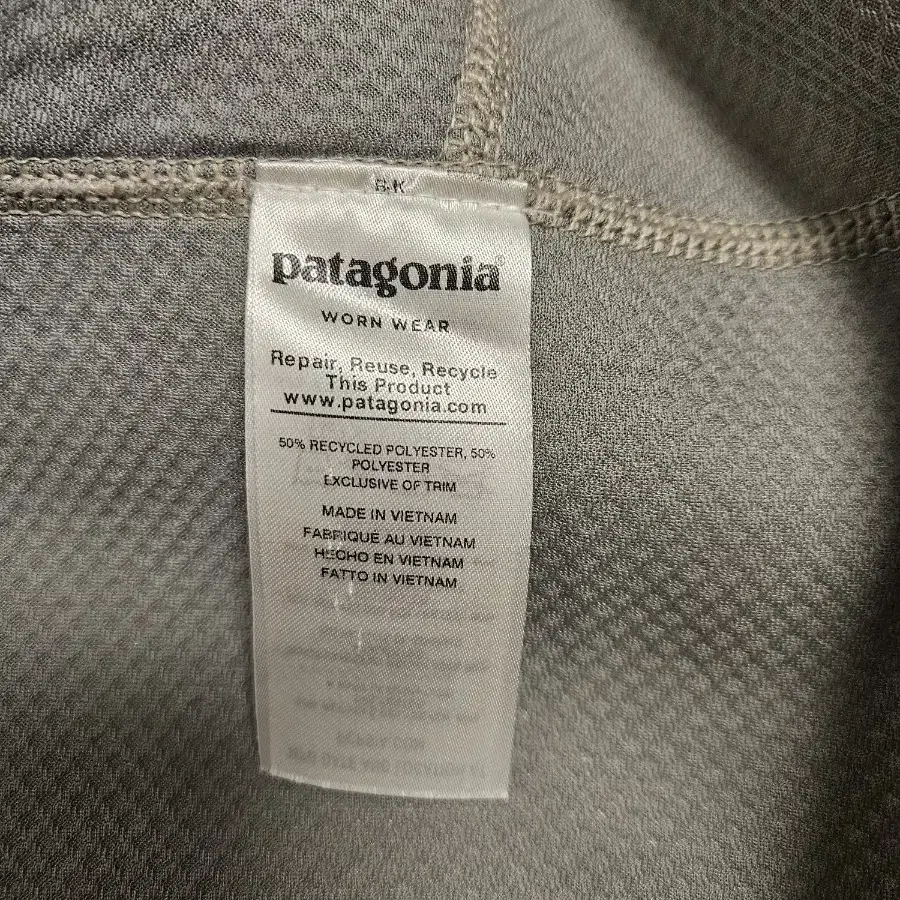 patagonia
WORN WEAR
Repair, Reuse, Recycle
This Product
www.patagonia.com
50% RECYCLED POLYESTER, 50%
POLYESTER
EXCLUSIVE OF TRIM
MADE IN VIETNAM
FABRIQUÉ AU VIETNAM
HECHO EN VIETNAM
FATTO IN VIETNAM